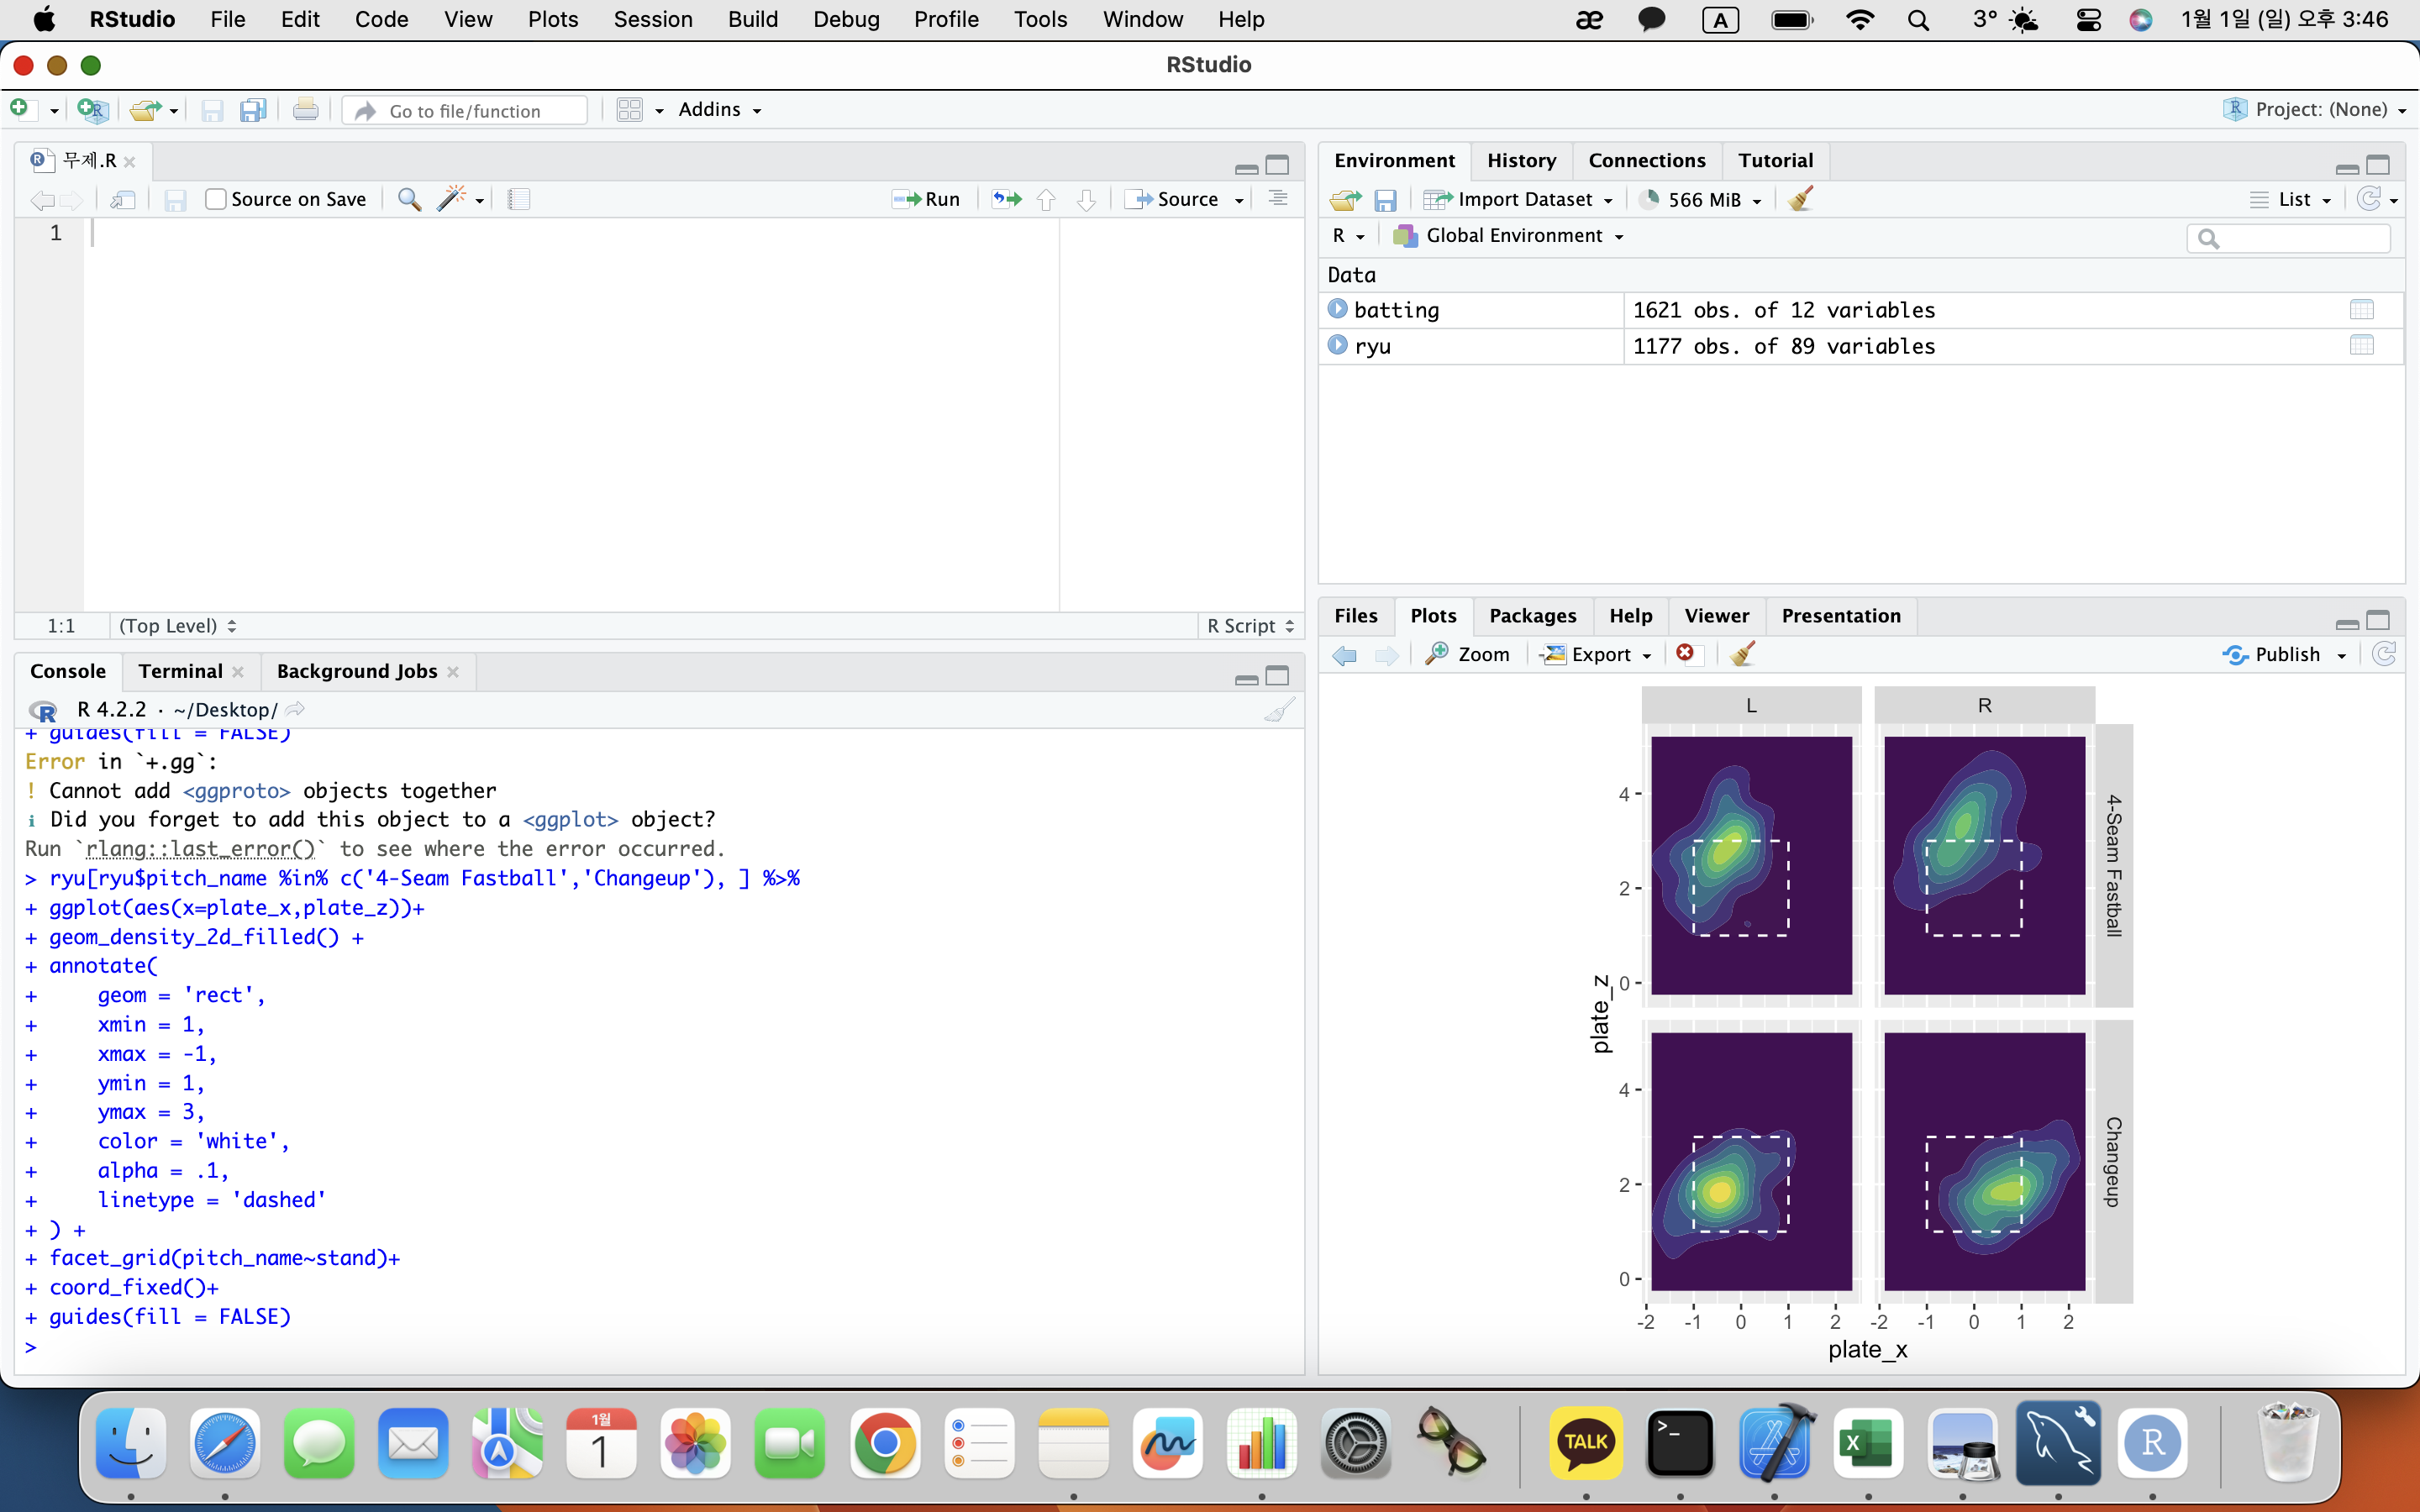 RStudio File Edit Code View Plots Session Build Debug Profile Tools Window Help
æ A 3° 1월 1일 (일) 오후 3:46
RStudio
Go to file/function Addins
Project: (None)
무제.R
Source on Save Run Source
1
1:1 (Top Level) R Script
Console Terminal Background Jobs
R 4.2.2 · ~/Desktop/
+ guides(fill = FALSE)
Error in `+.gg`:
! Cannot add <ggproto> objects together
i Did you forget to add this object to a <ggplot> object?
Run `rlang::last_error()` to see where the error occurred.
> ryu[ryu$pitch_name %in% c('4-Seam Fastball','Changeup'), ] %>%
+ ggplot(aes(x=plate_x,plate_z))+
+ geom_density_2d_filled() +
+ annotate(
+     geom = 'rect',
+     xmin = 1,
+     xmax = -1,
+     ymin = 1,
+     ymax = 3,
+     color = 'white',
+     alpha = .1,
+     linetype = 'dashed'
+ ) +
+ facet_grid(pitch_name~stand)+
+ coord_fixed()+
+ guides(fill = FALSE)
>
Environment History Connections Tutorial
Import Dataset 566 MiB List
R Global Environment
Data
batting 1621 obs. of 12 variables
ryu 1177 obs. of 89 variables
Files Plots Packages Help Viewer Presentation
Zoom Export Publish
L R
4
2
0
4-Seam Fastball
plate_z
4
2
0
Changeup
-2 -1 0 1 2 -2 -1 0 1 2
plate_x
1월
1
TALK
>_
X
R